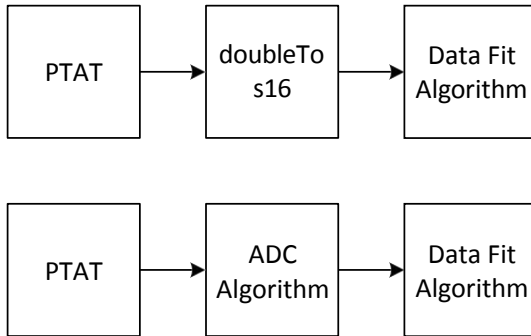 PTAT
doubleTo
s16
Data Fit
Algorithm
PTAT
ADC
Algorithm
Data Fit
Algorithm